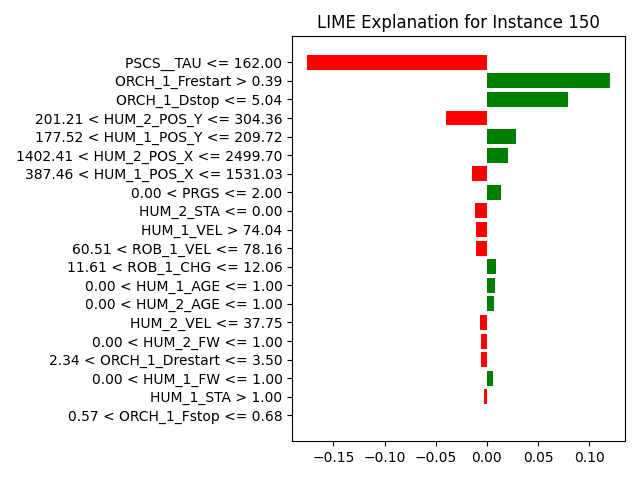 LIME Explanation for Instance 150
PSCS__TAU <= 162.00
ORCH_1_Frestart > 0.39
ORCH_1_Dstop <= 5.04
201.21 < HUM_2_POS_Y <= 304.36
177.52 < HUM_1_POS_Y <= 209.72
1402.41 < HUM_2_POS_X <= 2499.70
387.46 < HUM_1_POS_X <= 1531.03
0.00 < PRGS <= 2.00
HUM_2_STA <= 0.00
HUM_1_VEL > 74.04
60.51 < ROB_1_VEL <= 78.16
11.61 < ROB_1_CHG <= 12.06
0.00 < HUM_1_AGE <= 1.00
0.00 < HUM_2_AGE <= 1.00
HUM_2_VEL <= 37.75
0.00 < HUM_2_FW <= 1.00
2.34 < ORCH_1_Drestart <= 3.50
0.00 < HUM_1_FW <= 1.00
HUM_1_STA > 1.00
0.57 < ORCH_1_Fstop <= 0.68
−0.15 −0.10 −0.05 0.00 0.05 0.10